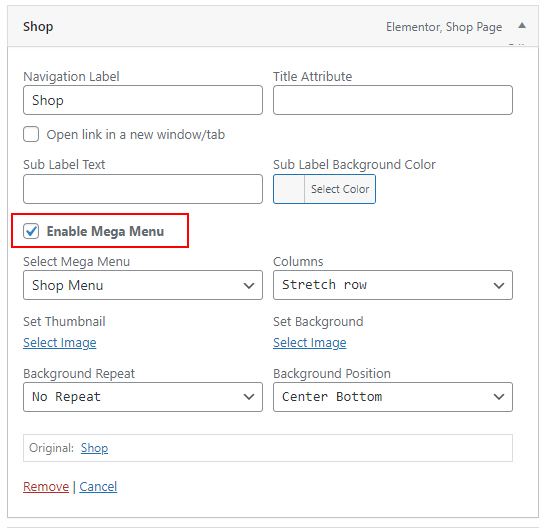 Shop
Elementor, Shop Page
Navigation Label
Title Attribute
Shop
Open link in a new window/tab
Sub Label Text
Sub Label Background Color
Select Color
Enable Mega Menu
Select Mega Menu
Columns
Shop Menu
Stretch row
Set Thumbnail
Set Background
Select Image
Select Image
Background Repeat
Background Position
No Repeat
Center Bottom
Original: Shop
Remove | Cancel